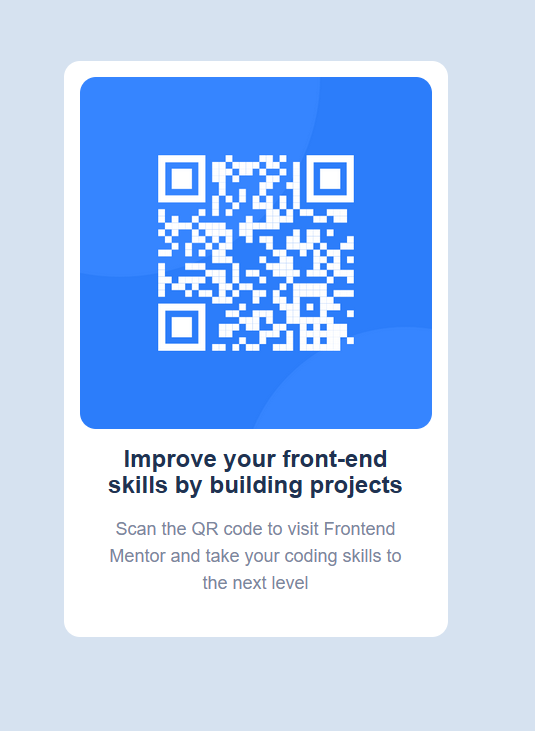 Improve your front-end
skills by building projects
Scan the QR code to visit Frontend
Mentor and take your coding skills to
the next level